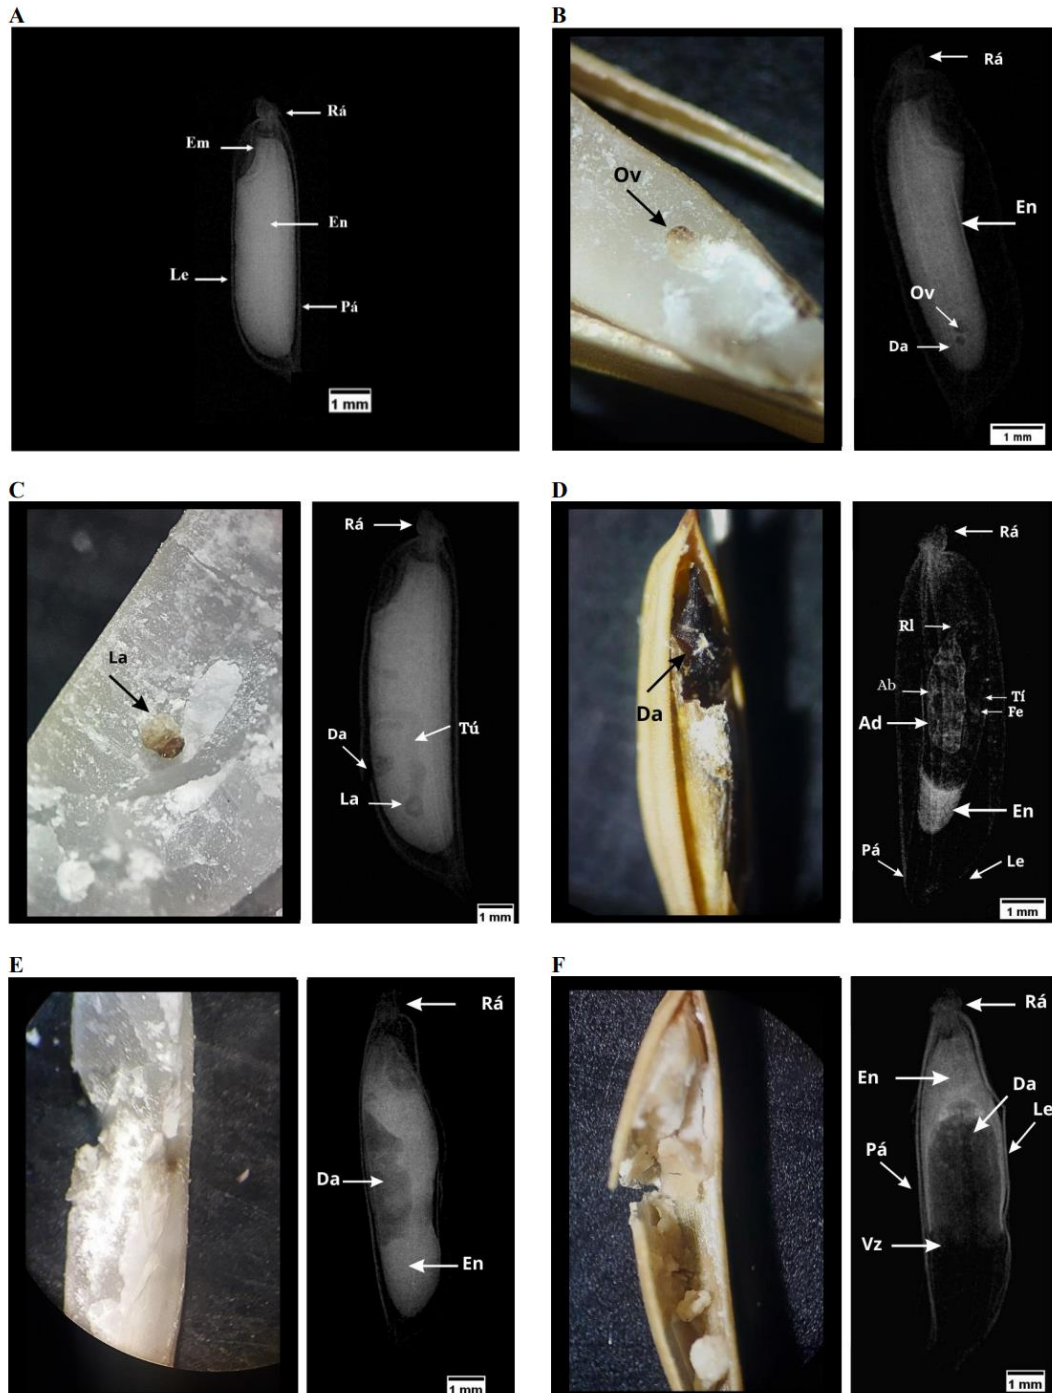 A
Rá
Em
En
Le
Pá
1 mm
B
Ov
Rá
En
Ov
Da
1 mm
C
La
Rá
Tú
Da
La
1 mm
D
Da
Rá
Rl
Ab
Tí
Fe
Ad
En
Pá
Le
1 mm
E
Rá
Da
En
1 mm
F
Rá
En
Da
Le
Pá
Vz
1 mm